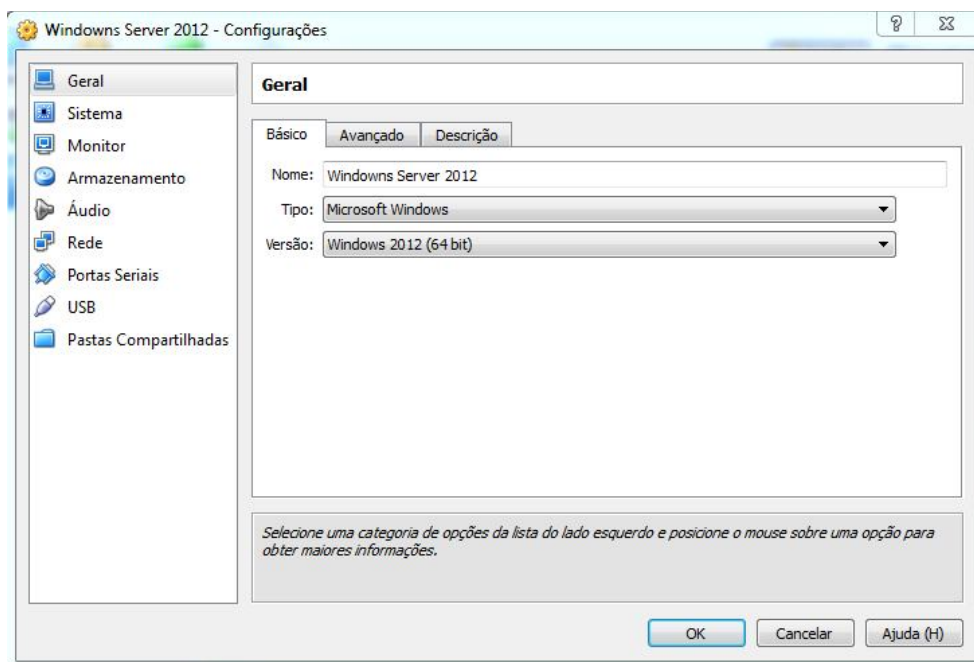 Windowns Server 2012 - Configurações
Geral
Sistema
Monitor
Armazenamento
Áudio
Rede
Portas Seriais
USB
Pastas Compartilhadas
Geral
Básico Avançado Descrição
Nome: Windowns Server 2012
Tipo: Microsoft Windows
Versão: Windows 2012 (64 bit)
Selecione uma categoria de opções da lista do lado esquerdo e posicione o mouse sobre uma opção para
obter maiores informações.
OK Cancelar Ajuda (H)